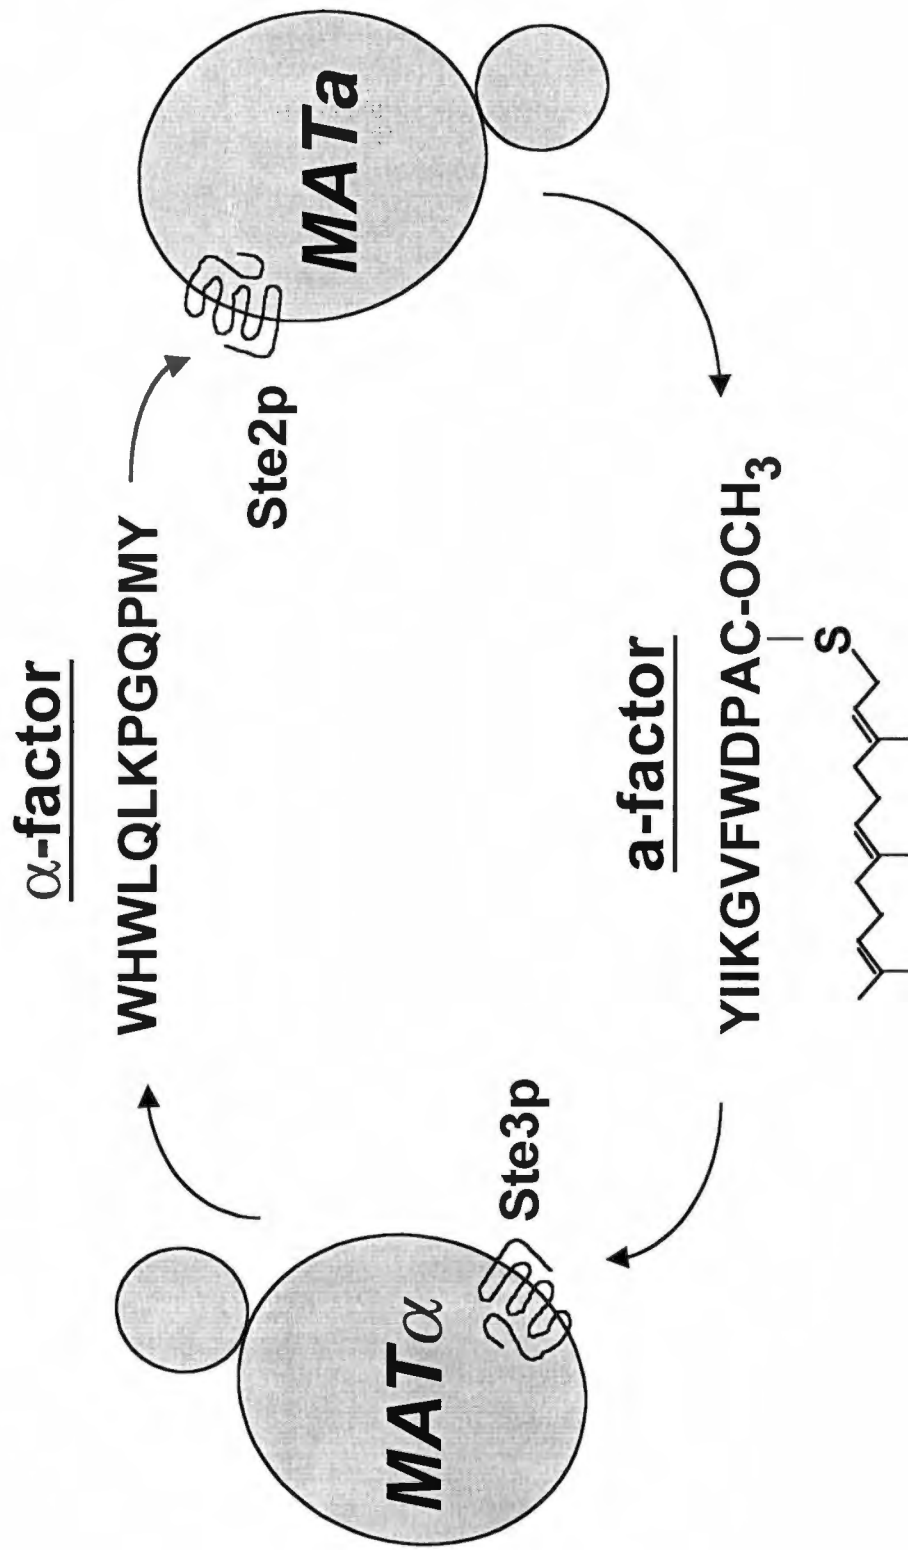 α-factor
WHWLQLKPGQPMY
Ste2p
MATa
MATα
Ste3p
a-factor
YIIKGVFWDPAC-OCH₃
S